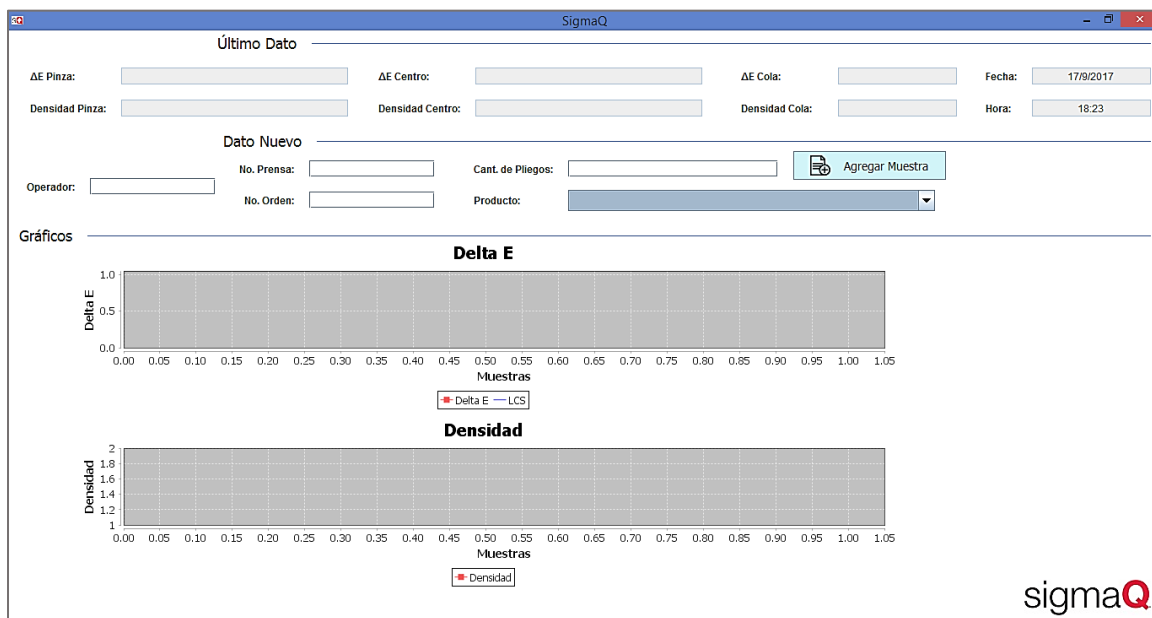 SQ SigmaQ
Último Dato
ΔE Pinza: ΔE Centro: ΔE Cola: Fecha: 17/9/2017
Densidad Pinza: Densidad Centro: Densidad Cola: Hora: 18:23
Dato Nuevo
No. Prensa: Cant. de Pliegos: Agregar Muestra
Operador:
No. Orden: Producto:
Gráficos
Delta E
1.0
0.5
0.0
Delta E
0.00 0.05 0.10 0.15 0.20 0.25 0.30 0.35 0.40 0.45 0.50 0.55 0.60 0.65 0.70 0.75 0.80 0.85 0.90 0.95 1.00 1.05
Muestras
Delta E LCS
Densidad
2
1.8
1.6
1.4
1.2
1
Densidad
0.00 0.05 0.10 0.15 0.20 0.25 0.30 0.35 0.40 0.45 0.50 0.55 0.60 0.65 0.70 0.75 0.80 0.85 0.90 0.95 1.00 1.05
Muestras
Densidad
sigmaQ